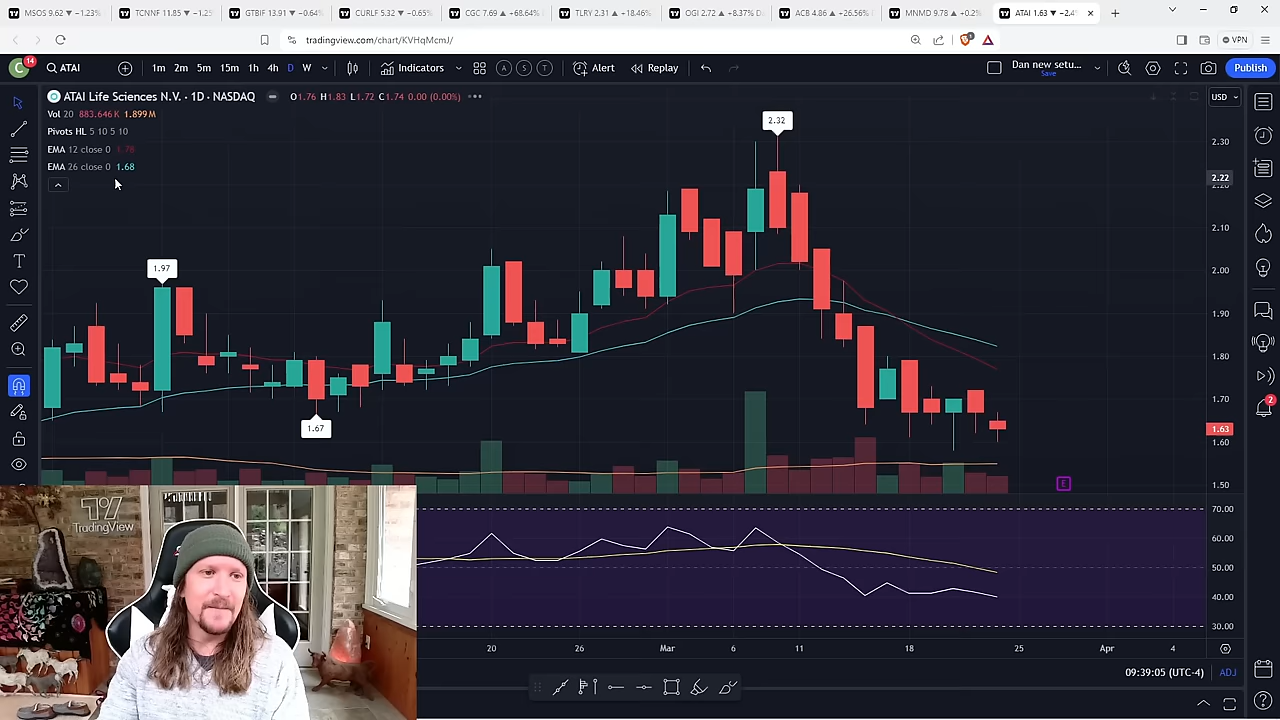 MSOS 9.62 ▾ −1.23%
TCNNF 11.85 ▾ −1.25
GTBIF 13.91 ▾ −0.64%
CURLF 5.32 ▾ −0.65%
CGC 7.69 ▴ +68.64%
TLRY 2.31 ▴ +18.46%
OGI 2.72 ▴ +8.37% D
ACB 4.86 ▴ +26.56%
MNMD 9.78 ▴ +0.2%
ATAI 1.63 ▾ −2.4%
tradingview.com/chart/KVHqMcmJ/
VPN
C
14
ATAI
1m 2m 5m 15m 1h 4h D W
Indicators
A S T
Alert
Replay
Dan new setu...
Save
Publish
ATAI Life Sciences N.V. · 1D · NASDAQ
O1.76 H1.83 L1.72 C1.74 0.00 (0.00%)
USD
Vol 20 883.646K 1.899M
Pivots HL 5 10 5 10
EMA 12 close 0 1.78
EMA 26 close 0 1.68
2.32
1.97
1.67
2.30
2.22
2.20
2.10
2.00
1.90
1.80
1.70
1.63
1.60
1.50
E
2
70.00
60.00
50.00
40.00
30.00
TradingView
20 26 Mar 6 11 18 25 Apr 4
09:39:05 (UTC-4)
ADJ